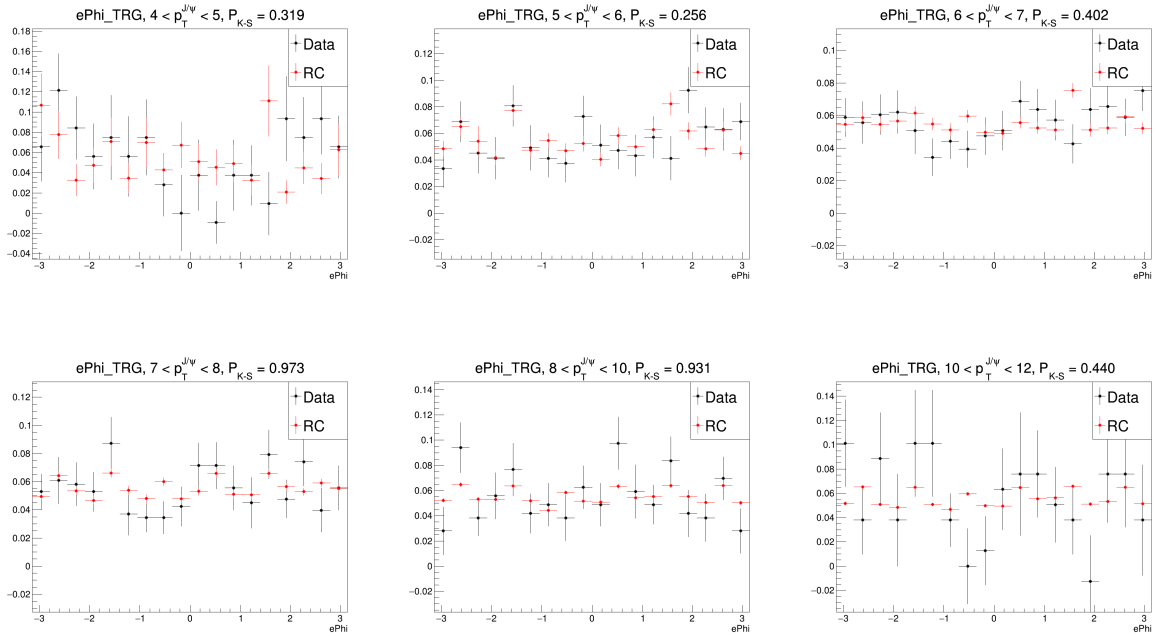 ePhi_TRG, 4 < p_T^{J/ψ} < 5, P_{K-S} = 0.319
0.18
0.16
0.14
0.12
0.1
0.08
0.06
0.04
0.02
0
−0.02
−0.04
Data
RC
−3 −2 −1 0 1 2 3
ePhi
ePhi_TRG, 5 < p_T^{J/ψ} < 6, P_{K-S} = 0.256
0.12
0.1
0.08
0.06
0.04
0.02
0
−0.02
Data
RC
−3 −2 −1 0 1 2 3
ePhi
ePhi_TRG, 6 < p_T^{J/ψ} < 7, P_{K-S} = 0.402
0.1
0.08
0.06
0.04
0.02
0
−0.02
Data
RC
−3 −2 −1 0 1 2 3
ePhi
ePhi_TRG, 7 < p_T^{J/ψ} < 8, P_{K-S} = 0.973
0.12
0.1
0.08
0.06
0.04
0.02
0
−0.02
Data
RC
−3 −2 −1 0 1 2 3
ePhi
ePhi_TRG, 8 < p_T^{J/ψ} < 10, P_{K-S} = 0.931
0.14
0.12
0.1
0.08
0.06
0.04
0.02
0
−0.02
Data
RC
−3 −2 −1 0 1 2 3
ePhi
ePhi_TRG, 10 < p_T^{J/ψ} < 12, P_{K-S} = 0.440
0.14
0.12
0.1
0.08
0.06
0.04
0.02
0
−0.02
Data
RC
−3 −2 −1 0 1 2 3
ePhi